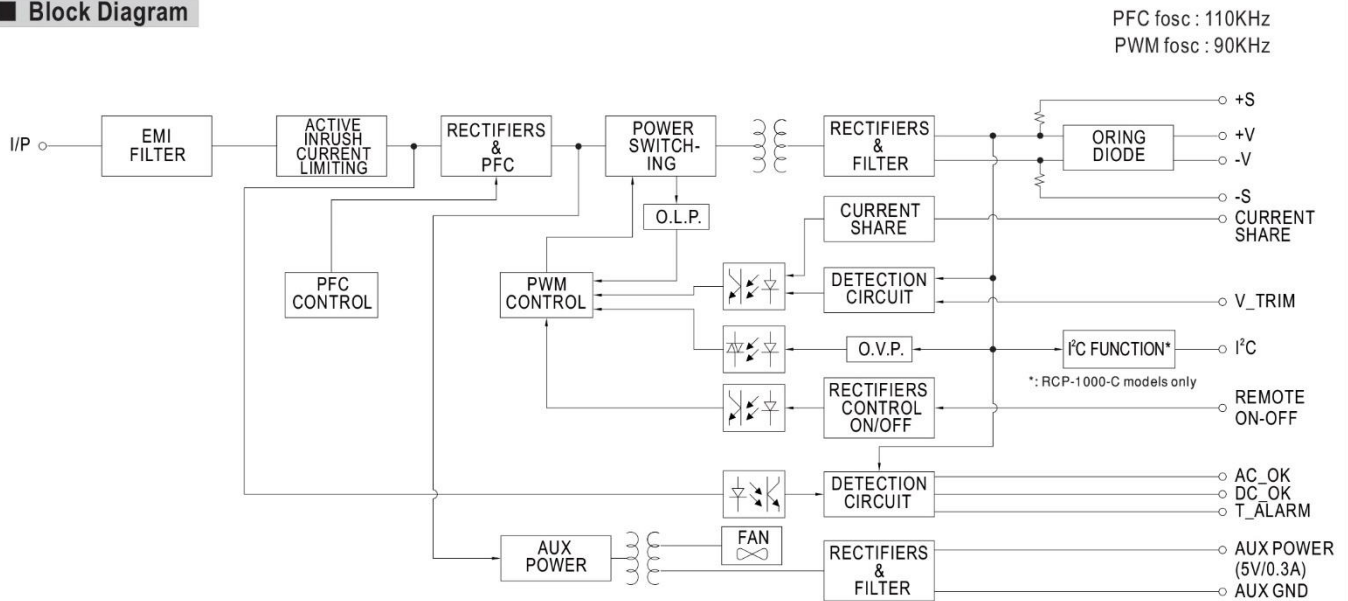 Block Diagram
PFC fosc : 110KHz
PWM fosc : 90KHz
I/P
EMI
FILTER
ACTIVE
INRUSH
CURRENT
LIMITING
RECTIFIERS
&
PFC
POWER
SWITCH-
ING
RECTIFIERS
&
FILTER
ORING
DIODE
+S
+V
-V
-S
O.L.P.
CURRENT
SHARE
CURRENT
SHARE
PFC
CONTROL
PWM
CONTROL
DETECTION
CIRCUIT
V_TRIM
O.V.P.
I²C FUNCTION*
I²C
*: RCP-1000-C models only
RECTIFIERS
CONTROL
ON/OFF
REMOTE
ON-OFF
DETECTION
CIRCUIT
AC_OK
DC_OK
T_ALARM
AUX
POWER
FAN
RECTIFIERS
&
FILTER
AUX POWER
(5V/0.3A)
AUX GND